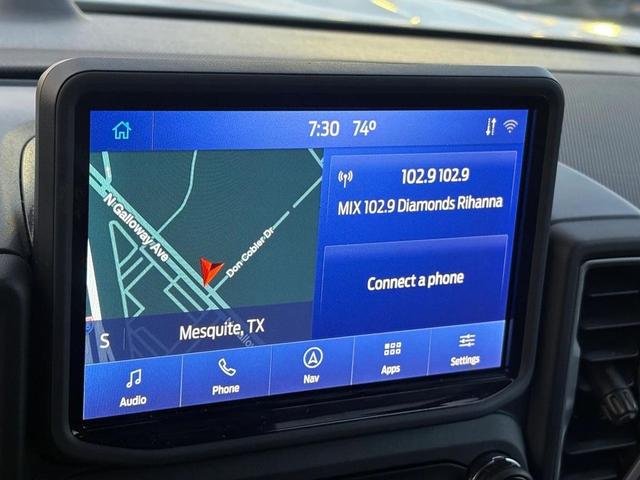 7:30 74°
102.9 102.9
MIX 102.9 Diamonds Rihanna
N Galloway Ave
Don Cobler Dr
Connect a phone
S
Mesquite, TX
Audio
Phone
Nav
Apps
Settings